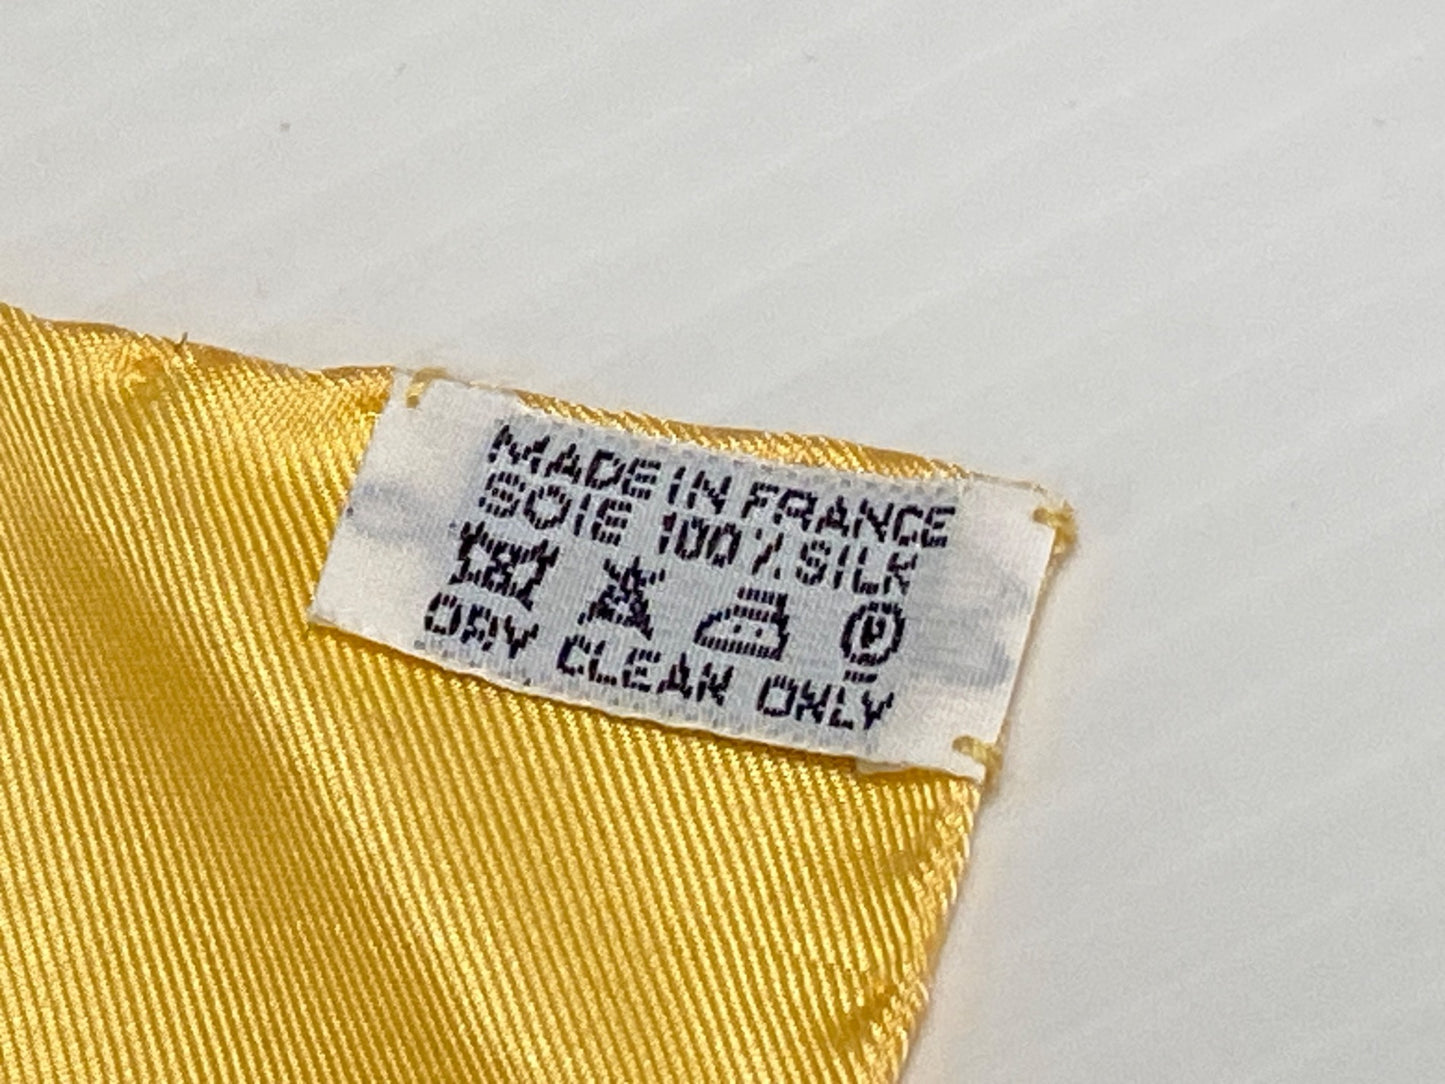 MADE IN FRANCE
SOIE 100% SILK
P
DRY CLEAN ONLY